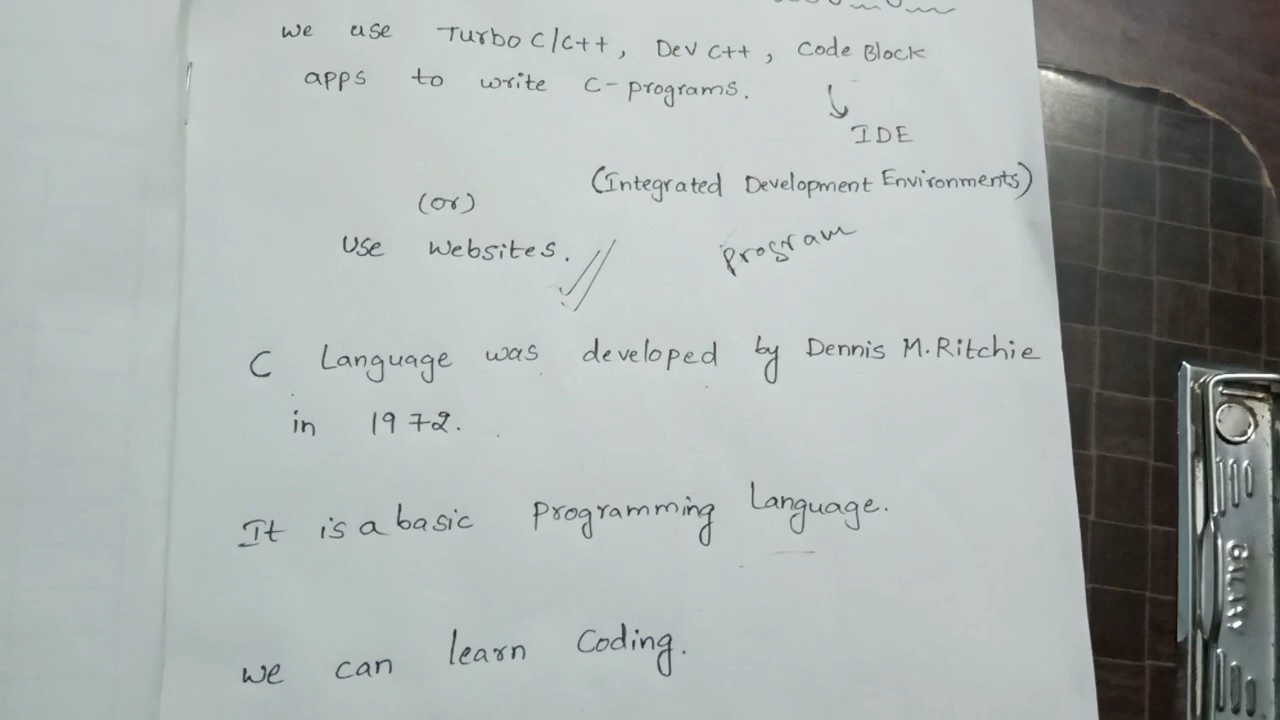 We use Turbo C/C++, Dev C++, Code Block
apps to write C-programs.
IDE
(Integrated Development Environments)
(or)
Use Websites.
program
C Language was developed by Dennis M.Ritchie
in 1972.
It is a basic Programming Language.
We can learn Coding.
GALAXY